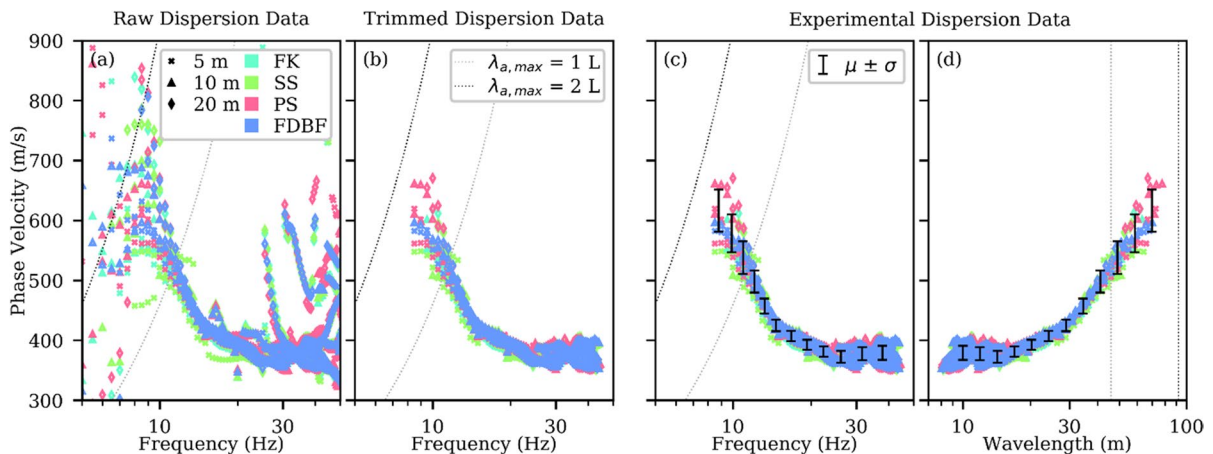 Raw Dispersion Data
Trimmed Dispersion Data
Experimental Dispersion Data
900
800
700
600
500
400
300
Phase Velocity (m/s)
(a)
5 m
10 m
20 m
FK
SS
PS
FDBF
10
30
Frequency (Hz)
(b)
λa,max = 1 L
λa,max = 2 L
10
30
Frequency (Hz)
(c)
μ ± σ
10
30
Frequency (Hz)
(d)
10
30
100
Wavelength (m)